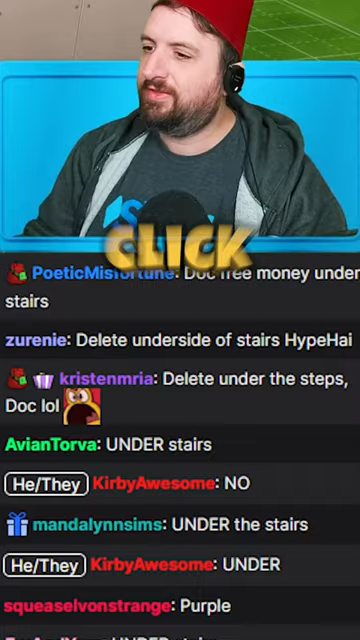 CLICK
PoeticMisfortune: Doc free money under
stairs
zurenie: Delete underside of stairs HypeHai
kristenmria: Delete under the steps,
Doc lol
AvianTorva: UNDER stairs
He/They KirbyAwesome: NO
mandalynnsims: UNDER the stairs
He/They KirbyAwesome: UNDER
squeaselvonstrange: Purple